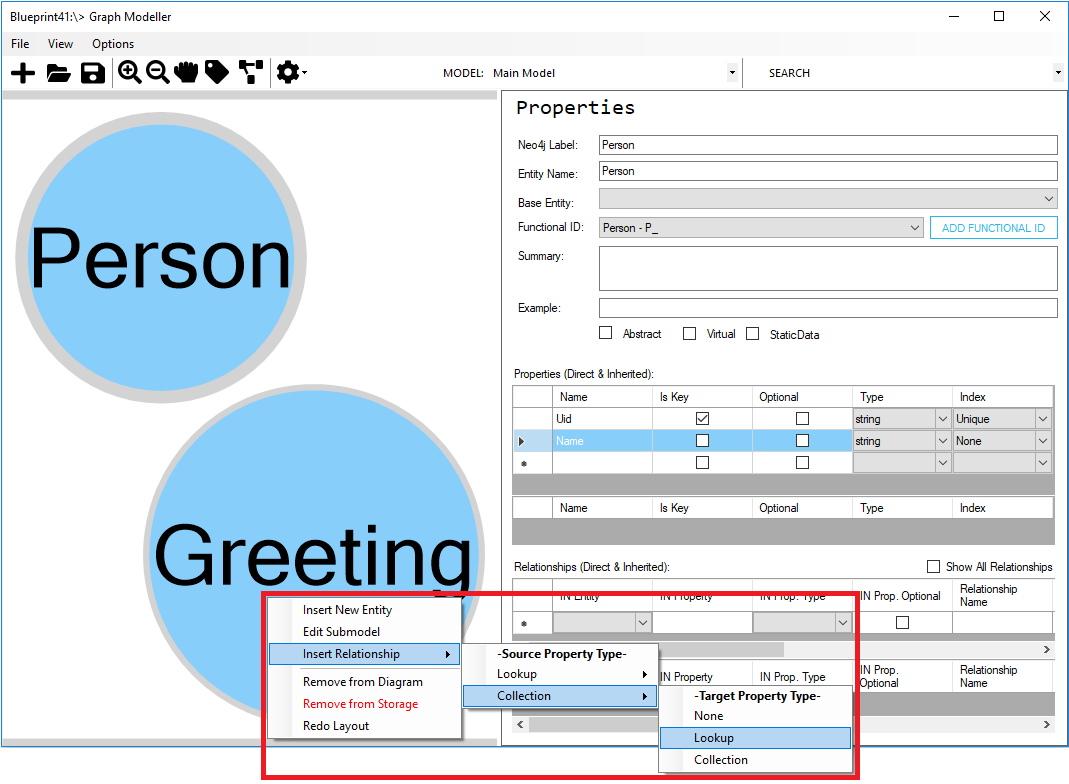 Blueprint41:\> Graph Modeller
File View Options
MODEL: Main Model SEARCH
Person
Greeting
Properties
Neo4j Label: Person
Entity Name: Person
Base Entity:
Functional ID: Person - P_ ADD FUNCTIONAL ID
Summary:
Example:
Abstract Virtual StaticData
Properties (Direct & Inherited):
Name Is Key Optional Type Index
Uid string Unique
Name string None
Name Is Key Optional Type Index
Relationships (Direct & Inherited): Show All Relationships
IN Entity IN Property IN Prop. Type IN Prop. Optional Relationship Name
IN Property IN Prop. Type IN Prop. Optional Relationship Name
Insert New Entity
Edit Submodel
Insert Relationship
Remove from Diagram
Remove from Storage
Redo Layout
-Source Property Type-
Lookup
Collection
-Target Property Type-
None
Lookup
Collection